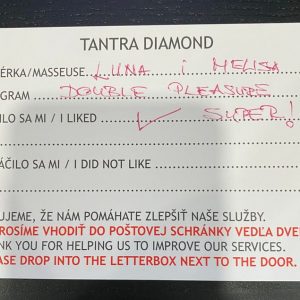 TANTRA DIAMOND
ÉRKA/MASSEUSE LUNA i MELISA
GRAM DOUBLE PLEASURE
ILO SA MI / I LIKED ✓ SUPER!
ÁČILO SA MI / I DID NOT LIKE
UJEME, ŽE NÁM POMÁHATE ZLEPŠIŤ NAŠE SLUŽBY.
ROSÍME VHODIŤ DO POŠTOVEJ SCHRÁNKY VEDĽA DVE
NK YOU FOR HELPING US TO IMPROVE OUR SERVICES.
ASE DROP INTO THE LETTERBOX NEXT TO THE DOOR.